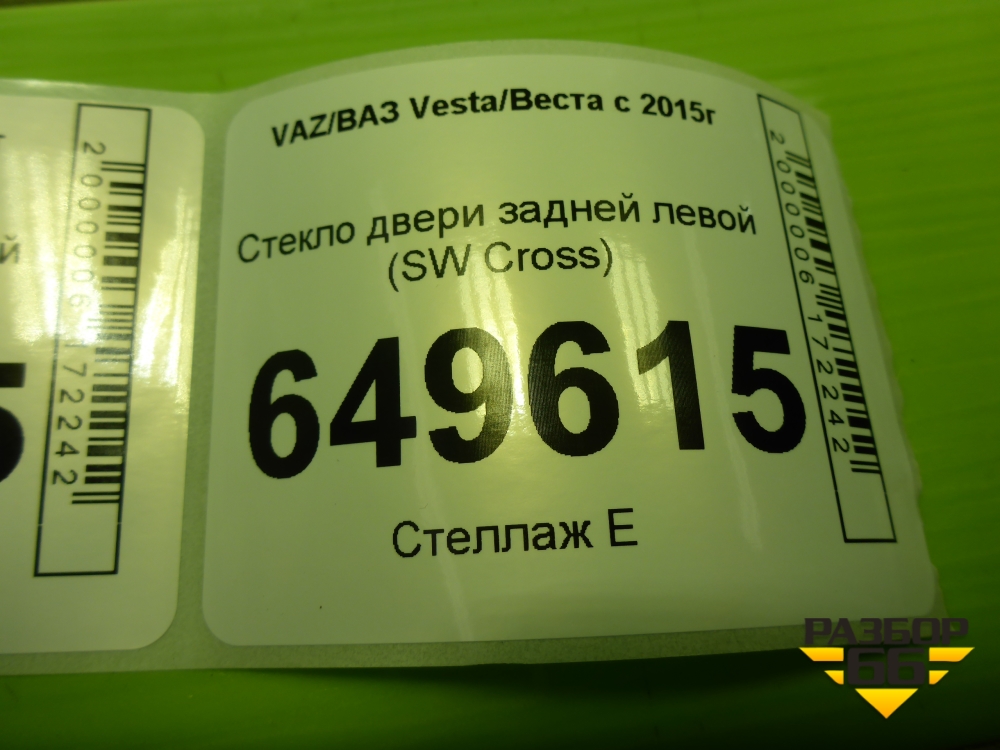 VAZ/ВАЗ Vesta/Веста с 2015г
Стекло двери задней левой
(SW Cross)
649615
Стеллаж Е
2000006172242
2000006172242
й
5
РАЗБОР
66